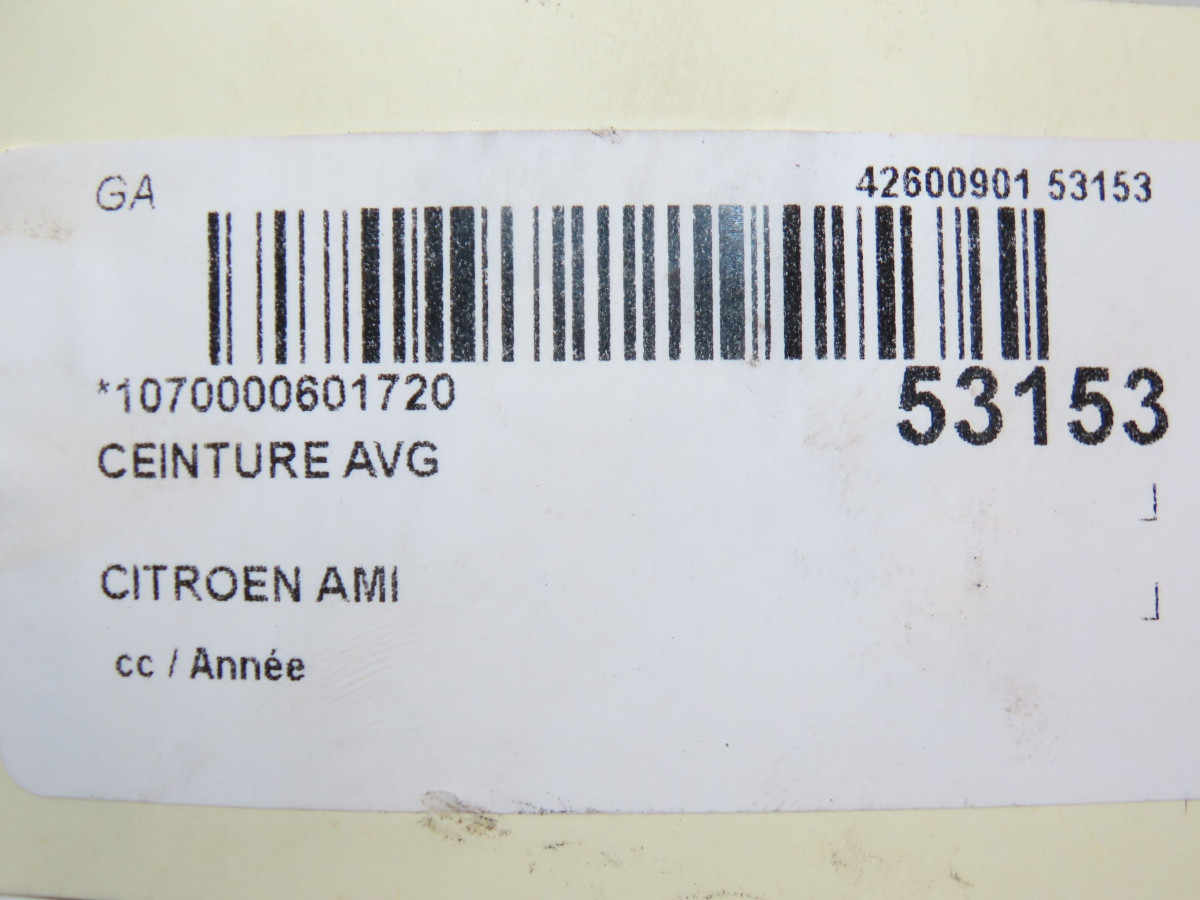 GA
42600901 53153
*1070000601720
53153
CEINTURE AVG
CITROEN AMI
cc / Année